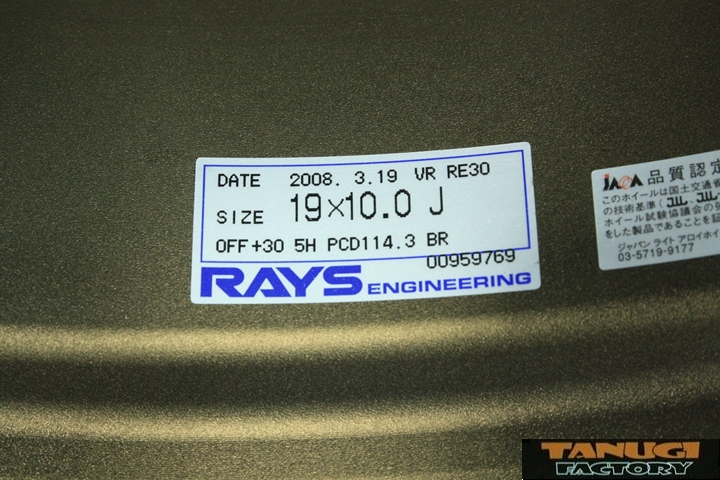 DATE 2008. 3.19 VR RE30
SIZE 19×10.0 J
OFF+30 5H PCD114.3 BR
00959769
RAYS ENGINEERING
JAWA 品質認定
このホイールは国土交通省
の技術基準（JWL、JWL-
ホイール試験協議会の
をした製品であることを証
ジャパン ライト アロイホイ
03-5719-9177
TANUGI
FACTORY